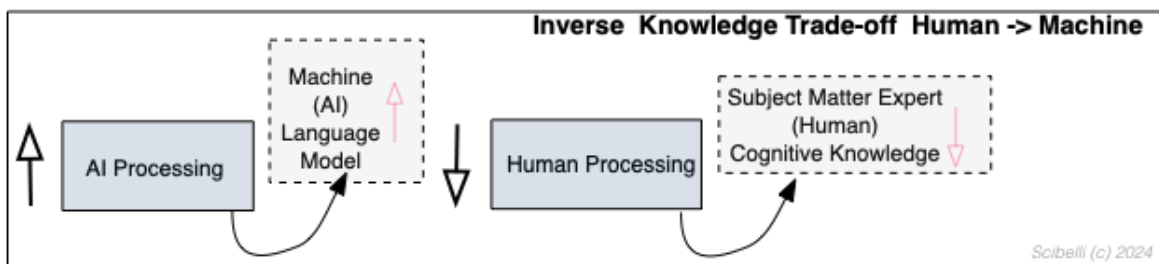 Inverse Knowledge Trade-off Human -> Machine
Machine
(AI)
Language
Model
AI Processing
Subject Matter Expert
(Human)
Cognitive Knowledge
Human Processing
Scibelli (c) 2024